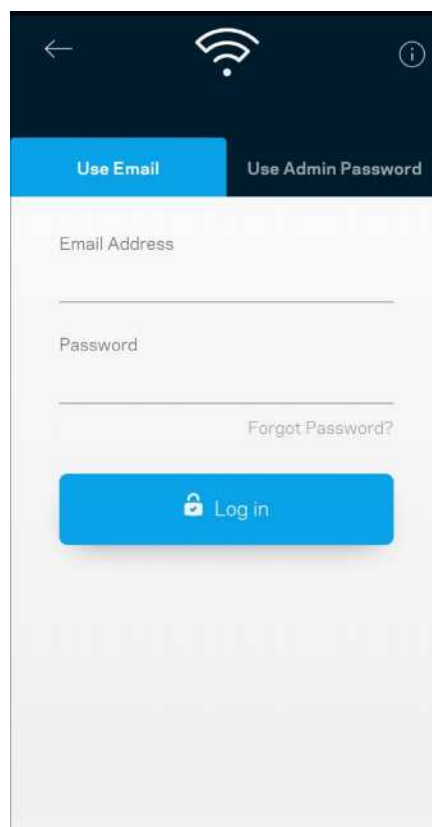 Use Email
Use Admin Password
Email Address
Password
Forgot Password?
Log in